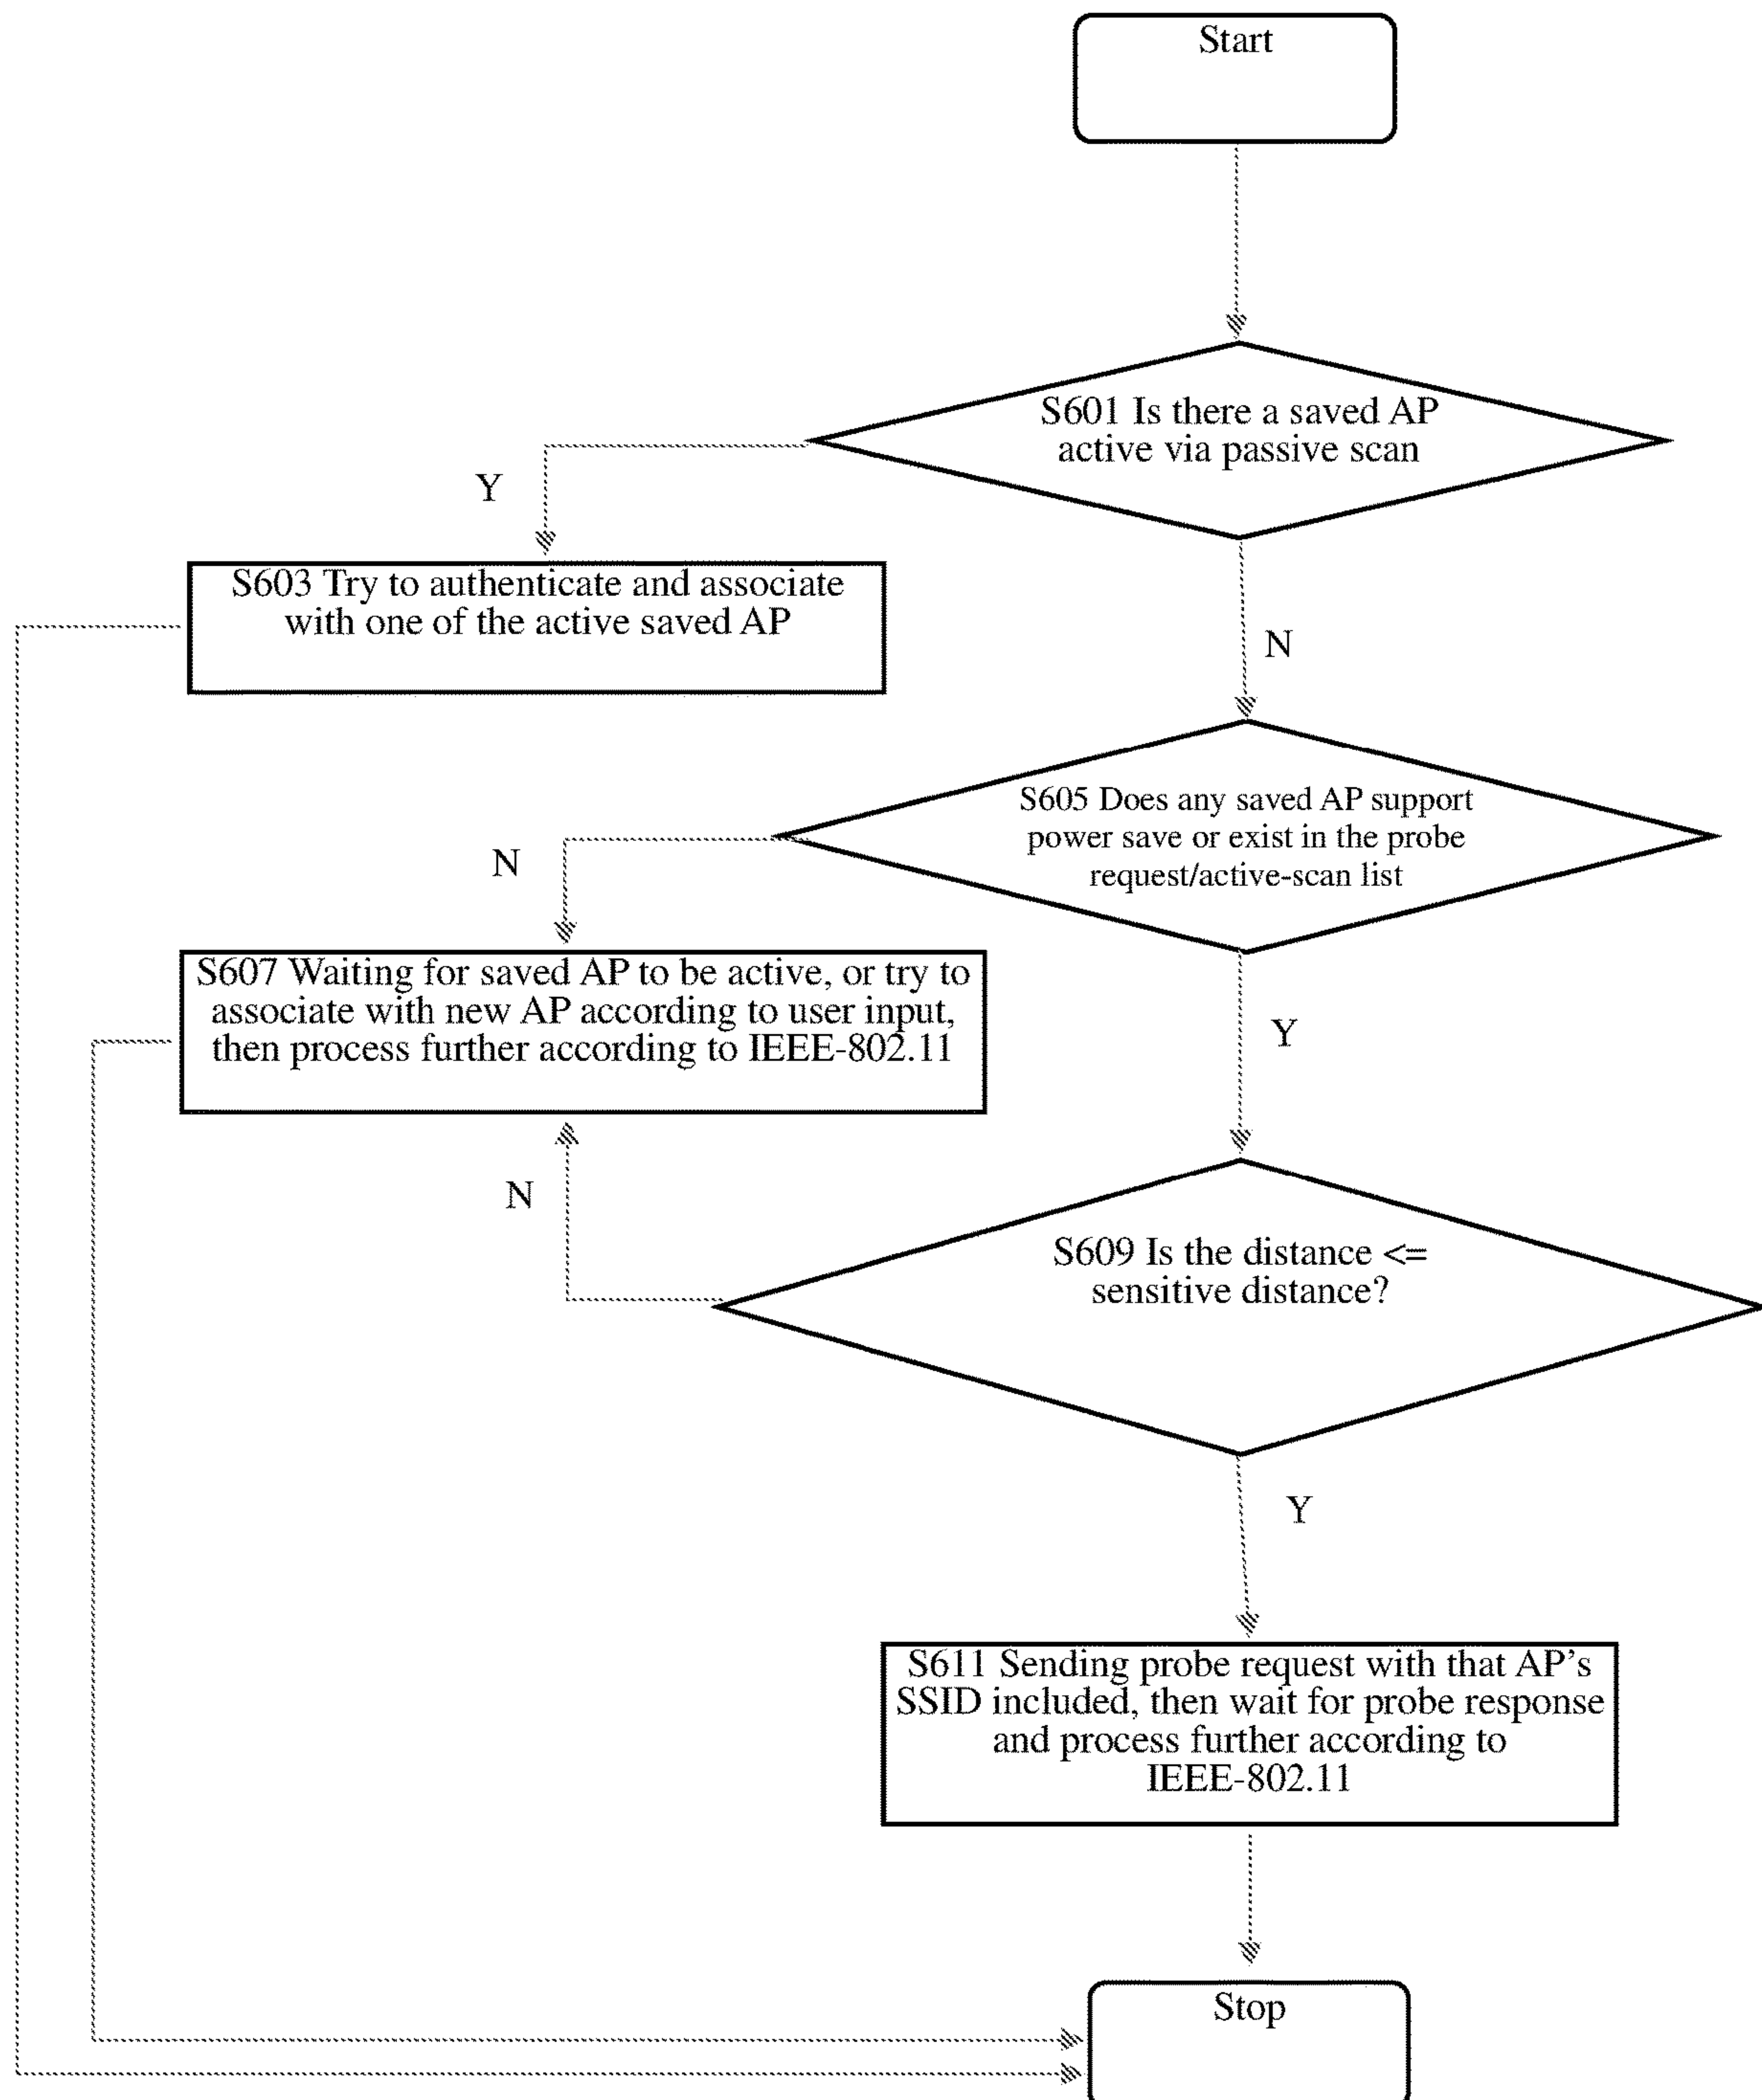 Start
S601 Is there a saved AP
active via passive scan
Y
S603 Try to authenticate and associate
with one of the active saved AP
N
S605 Does any saved AP support
power save or exist in the probe
request/active-scan list
N
S607 Waiting for saved AP to be active, or try to
associate with new AP according to user input,
then process further according to IEEE-802.11
Y
N
S609 Is the distance <=
sensitive distance?
Y
S611 Sending probe request with that AP's
SSID included, then wait for probe response
and process further according to
IEEE-802.11
Stop